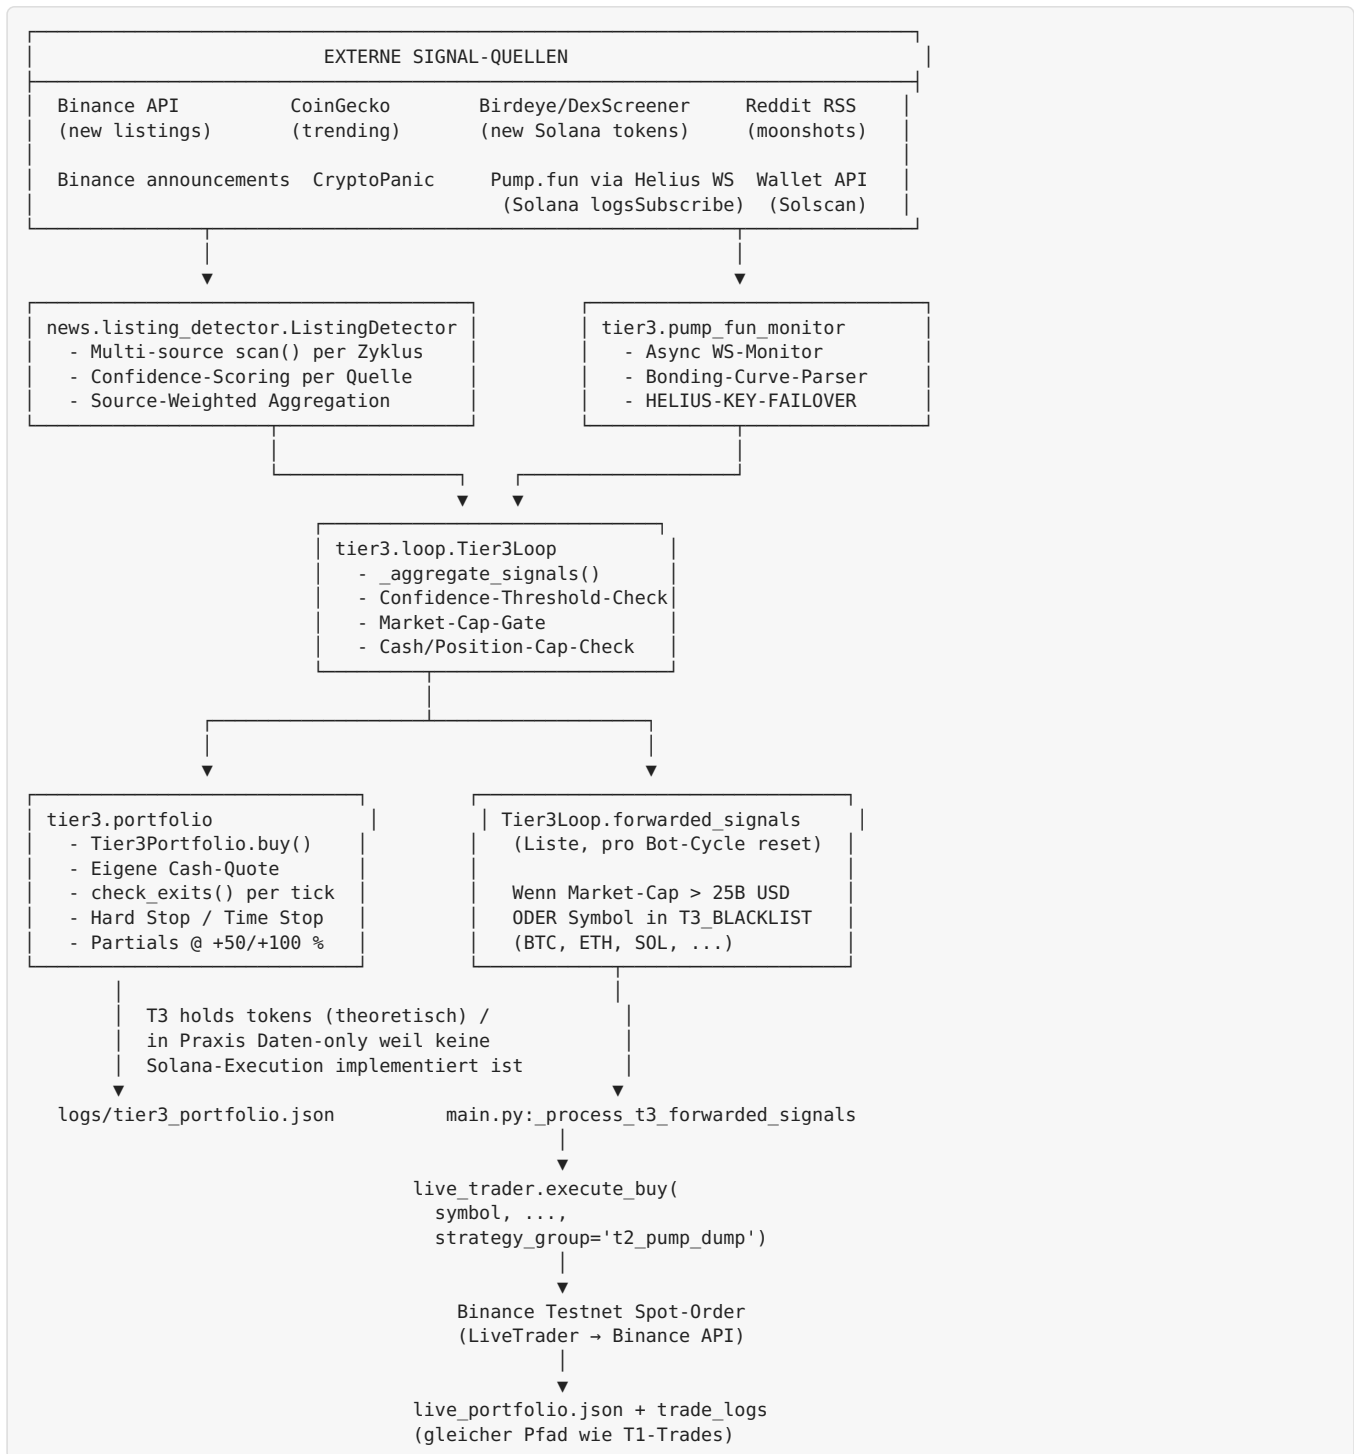 EXTERNE SIGNAL-QUELLEN
Binance API CoinGecko Birdeye/DexScreener Reddit RSS
(new listings) (trending) (new Solana tokens) (moonshots)
Binance announcements CryptoPanic Pump.fun via Helius WS Wallet API
(Solana logsSubscribe) (Solscan)
news.listing_detector.ListingDetector
- Multi-source scan() per Zyklus
- Confidence-Scoring per Quelle
- Source-Weighted Aggregation
tier3.pump_fun_monitor
- Async WS-Monitor
- Bonding-Curve-Parser
- HELIUS-KEY-FAILOVER
tier3.loop.Tier3Loop
- _aggregate_signals()
- Confidence-Threshold-Check
- Market-Cap-Gate
- Cash/Position-Cap-Check
tier3.portfolio
- Tier3Portfolio.buy()
- Eigene Cash-Quote
- check_exits() per tick
- Hard Stop / Time Stop
- Partials @ +50/+100 %
Tier3Loop.forwarded_signals
(Liste, pro Bot-Cycle reset)
Wenn Market-Cap > 25B USD
ODER Symbol in T3_BLACKLIST
(BTC, ETH, SOL, ...)
T3 holds tokens (theoretisch) /
in Praxis Daten-only weil keine
Solana-Execution implementiert ist
logs/tier3_portfolio.json
main.py:_process_t3_forwarded_signals
live_trader.execute_buy(
symbol, ...,
strategy_group='t2_pump_dump')
Binance Testnet Spot-Order
(LiveTrader → Binance API)
live_portfolio.json + trade_logs
(gleicher Pfad wie T1-Trades)